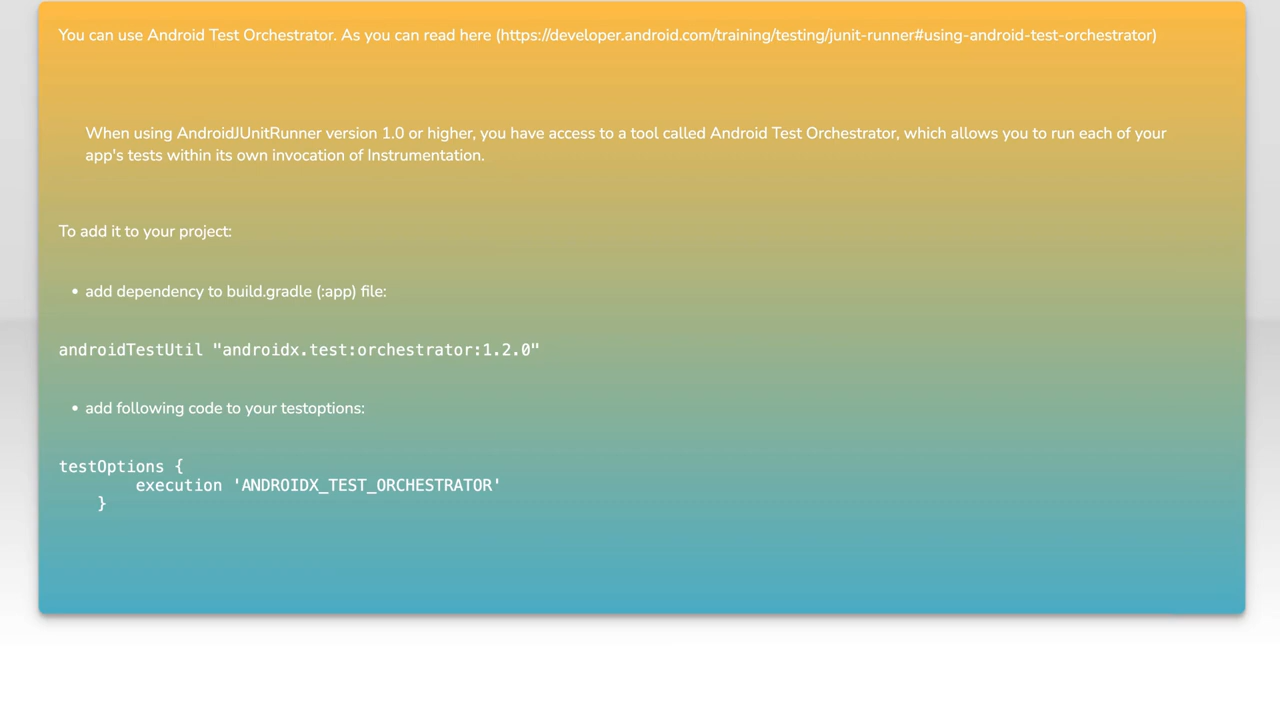 You can use Android Test Orchestrator. As you can read here (https://developer.android.com/training/testing/junit-runner#using-android-test-orchestrator)
When using AndroidJUnitRunner version 1.0 or higher, you have access to a tool called Android Test Orchestrator, which allows you to run each of your
app's tests within its own invocation of Instrumentation.
To add it to your project:
• add dependency to build.gradle (:app) file:
androidTestUtil "androidx.test:orchestrator:1.2.0"
• add following code to your testoptions:
testOptions {
        execution 'ANDROIDX_TEST_ORCHESTRATOR'
    }